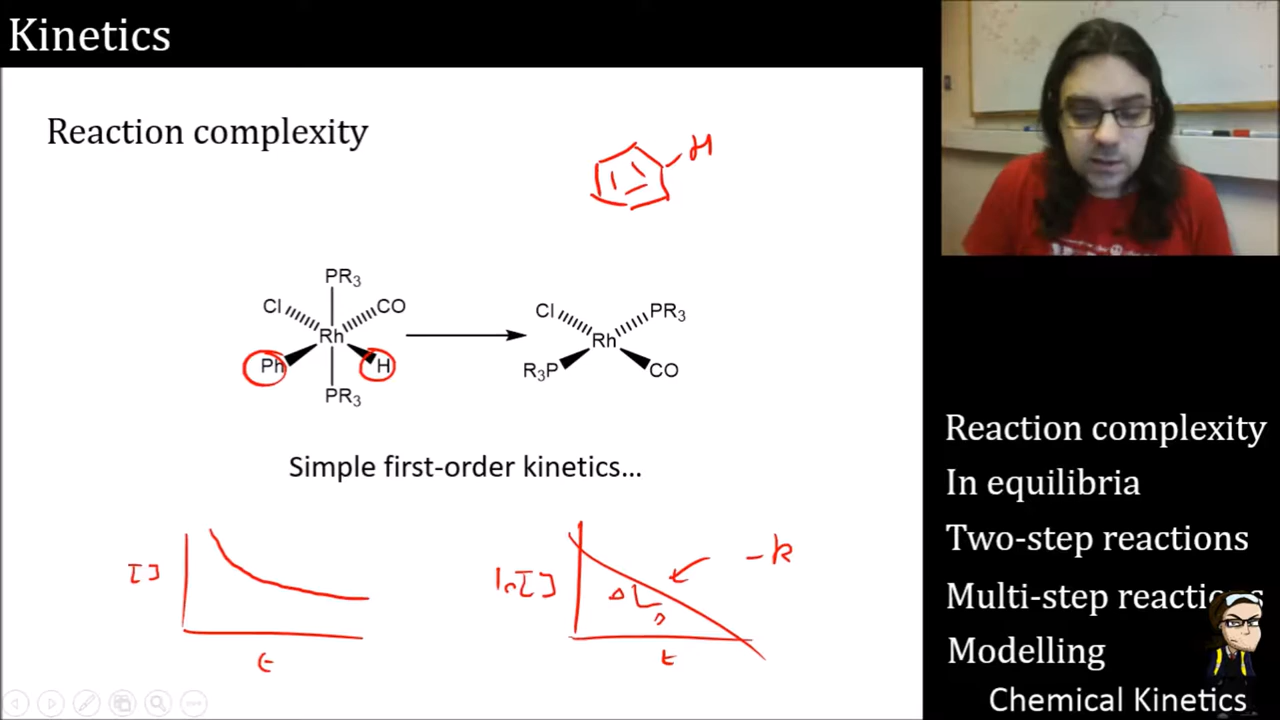 Kinetics
Reaction complexity
H
PR3
Cl
CO
Rh
Ph
H
PR3
Cl
PR3
Rh
R3P
CO
Simple first-order kinetics...
[]
t
ln[]
Δ
t
-k
Reaction complexity
In equilibria
Two-step reactions
Multi-step reactions
Modelling
Chemical Kinetics